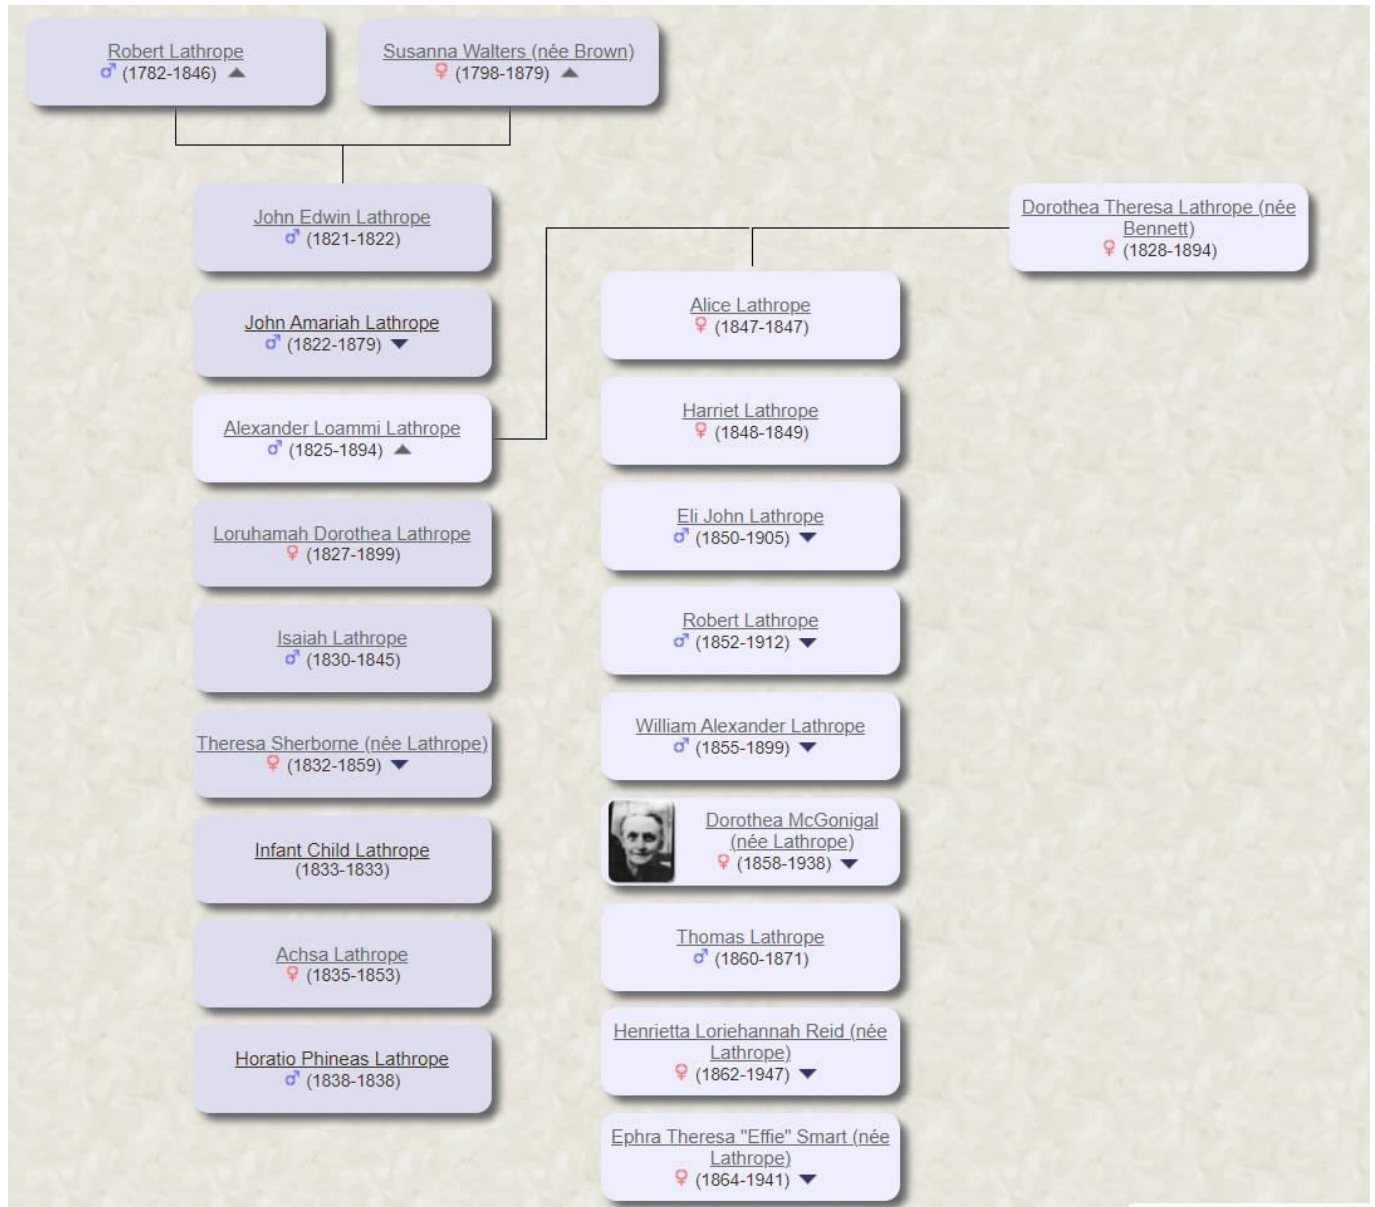 Robert Lathrope
♂ (1782-1846) ▲
Susanna Walters (née Brown)
♀ (1798-1879) ▲
John Edwin Lathrope
♂ (1821-1822)
John Amariah Lathrope
♂ (1822-1879) ▼
Alexander Loammi Lathrope
♂ (1825-1894) ▲
Loruhamah Dorothea Lathrope
♀ (1827-1899)
Isaiah Lathrope
♂ (1830-1845)
Theresa Sherborne (née Lathrope)
♀ (1832-1859) ▼
Infant Child Lathrope
(1833-1833)
Achsa Lathrope
♀ (1835-1853)
Horatio Phineas Lathrope
♂ (1838-1838)
Dorothea Theresa Lathrope (née
Bennett)
♀ (1828-1894)
Alice Lathrope
♀ (1847-1847)
Harriet Lathrope
♀ (1848-1849)
Eli John Lathrope
♂ (1850-1905) ▼
Robert Lathrope
♂ (1852-1912) ▼
William Alexander Lathrope
♂ (1855-1899) ▼
Dorothea McGonigal
(née Lathrope)
♀ (1858-1938) ▼
Thomas Lathrope
♂ (1860-1871)
Henrietta Loriehannah Reid (née
Lathrope)
♀ (1862-1947) ▼
Ephra Theresa "Effie" Smart (née
Lathrope)
♀ (1864-1941) ▼